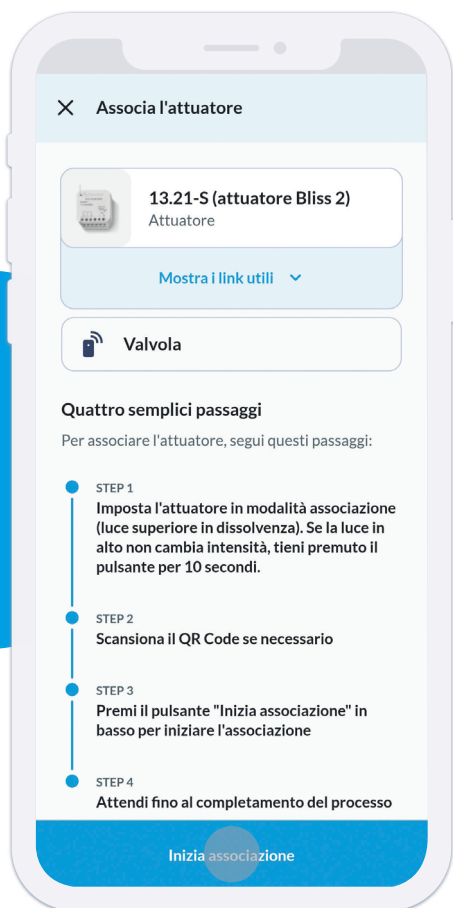 Associa l'attuatore
13.21-S (attuatore Bliss 2)
Attuatore
Mostra i link utili
Valvola
Quattro semplici passaggi
Per associare l'attuatore, segui questi passaggi:
STEP 1
Imposta l'attuatore in modalità associazione
(luce superiore in dissolvenza). Se la luce in
alto non cambia intensità, tieni premuto il
pulsante per 10 secondi.
STEP 2
Scansiona il QR Code se necessario
STEP 3
Premi il pulsante "Inizia associazione" in
basso per iniziare l'associazione
STEP 4
Attendi fino al completamento del processo
Inizia associazione